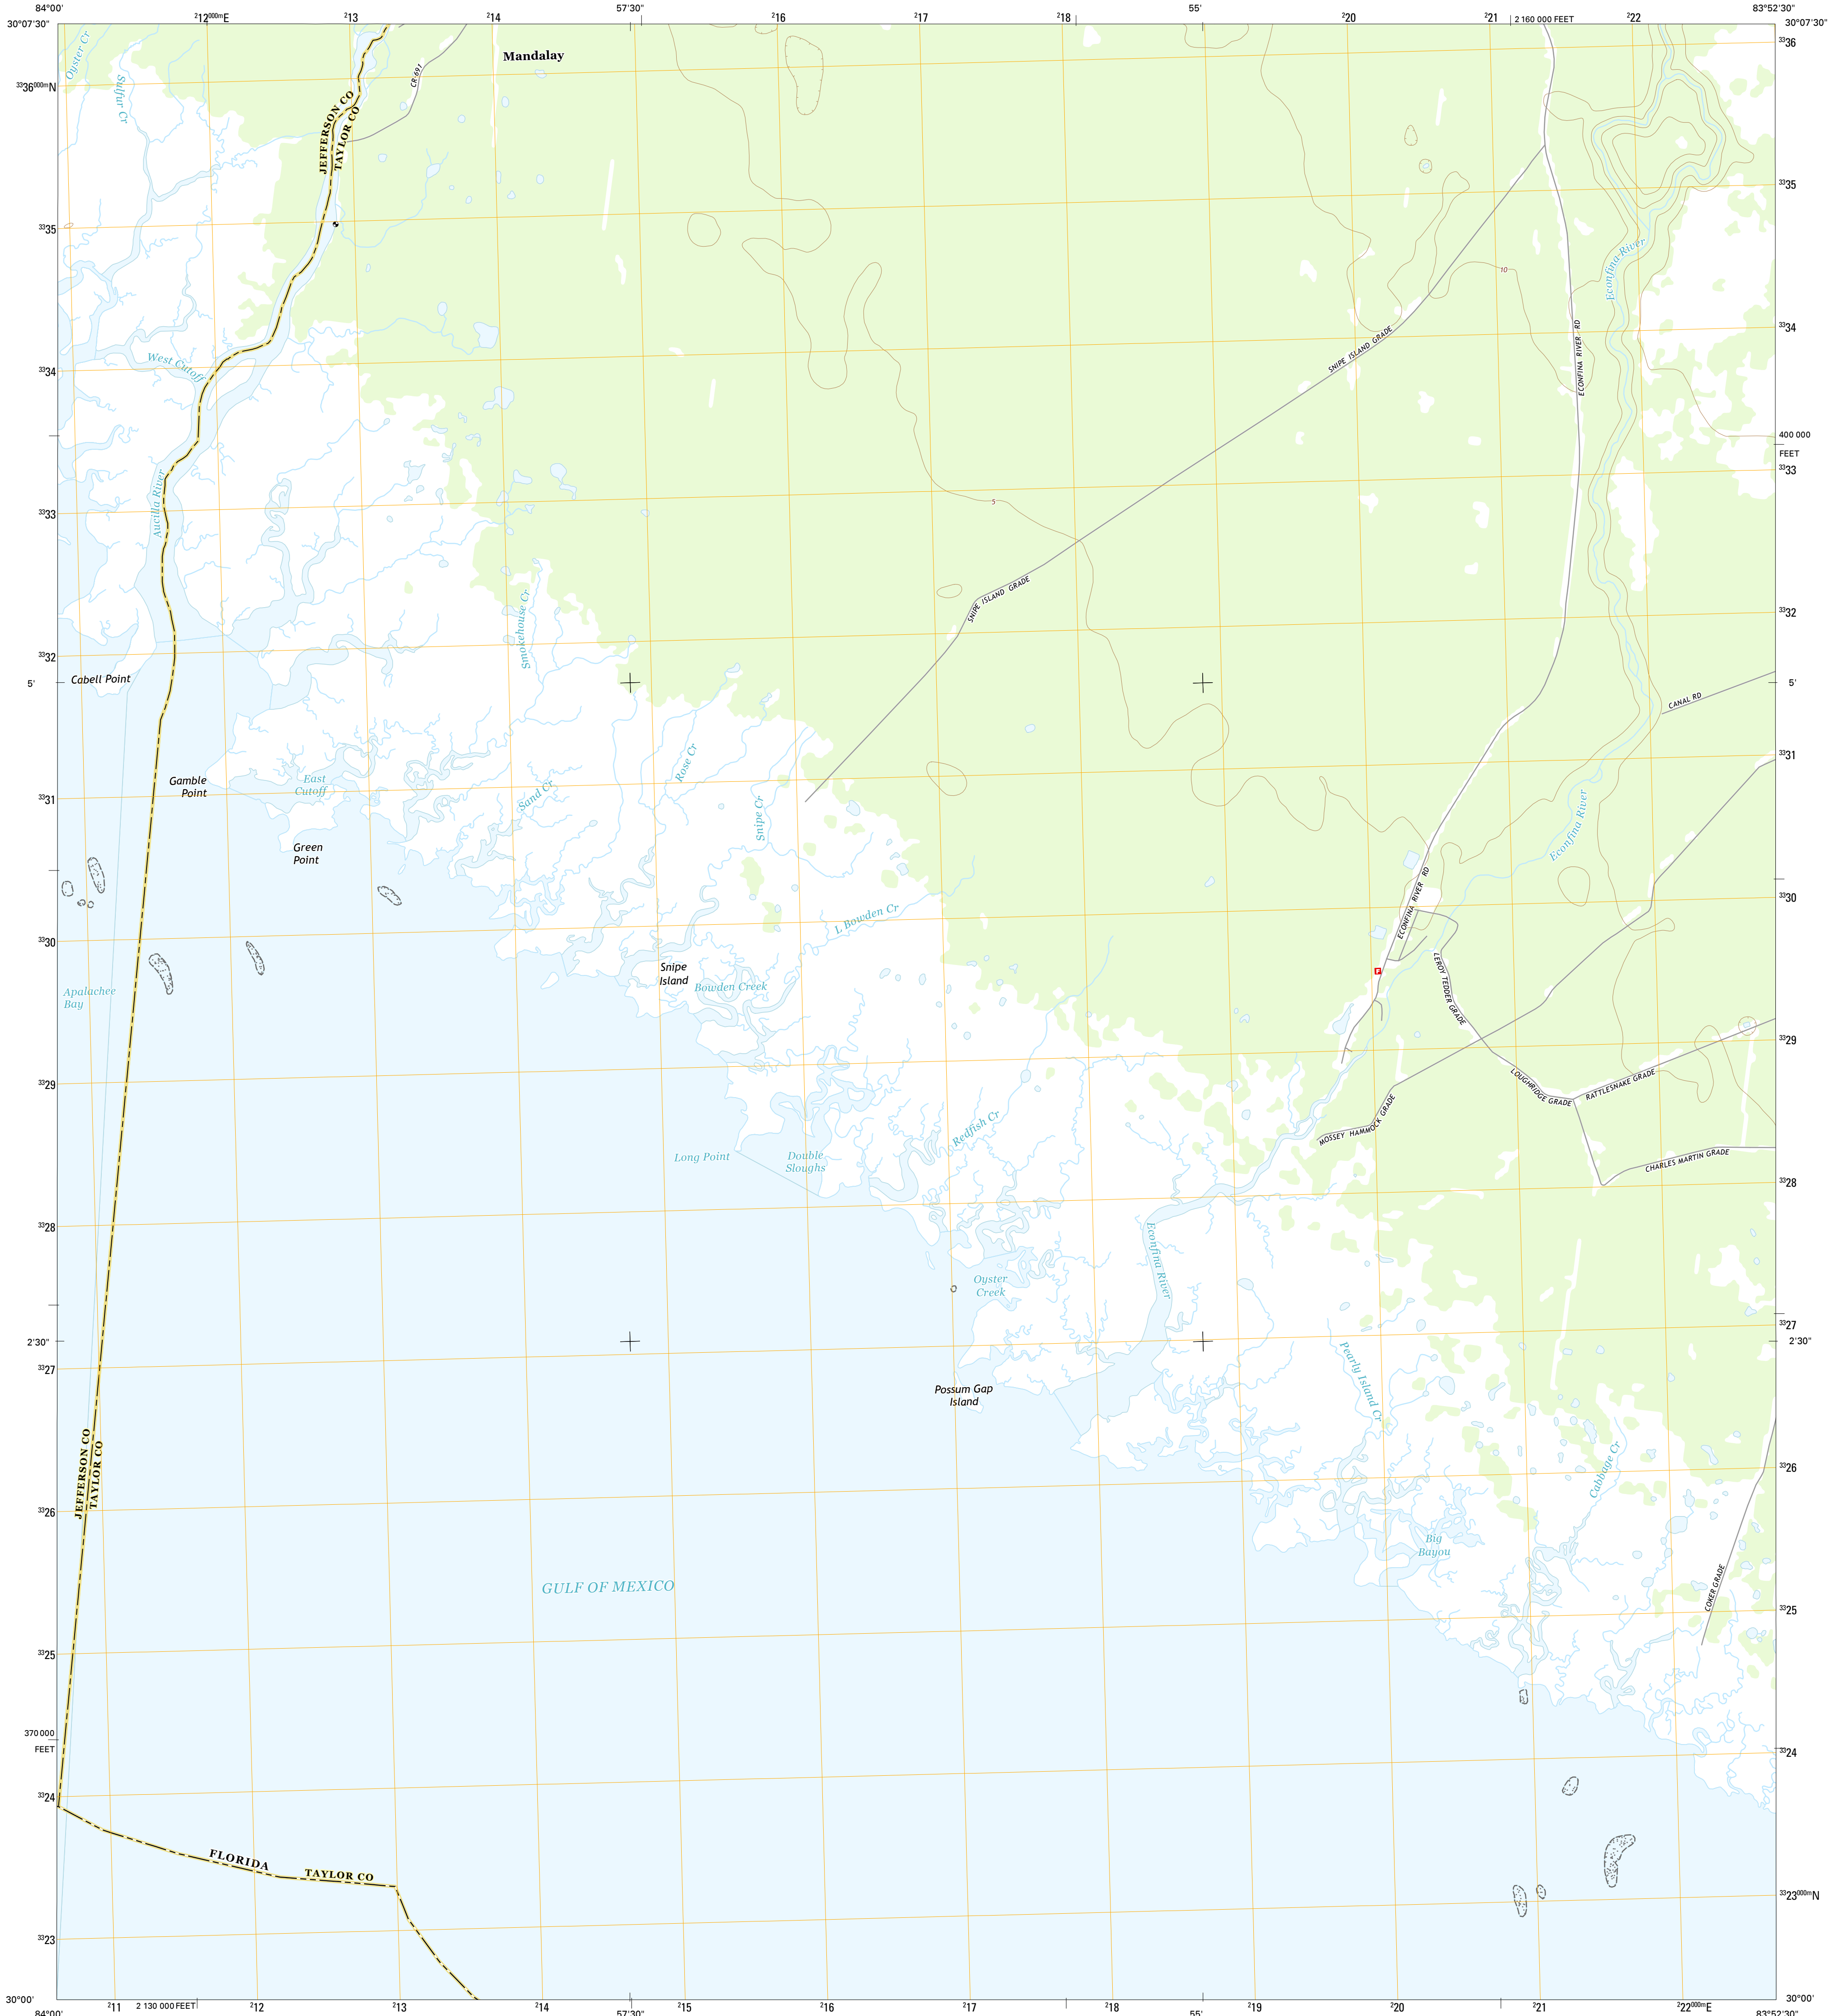 84°00'
²12⁰⁰⁰ᵐE
²13
²14
57'30"
²16
²17
²18
55'
²20
²21
2 160 000 FEET
²22
83°52'30"
30°07'30"
30°07'30"
Oyster Cr
Sulfur Cr
CR-691
Mandalay
³³36
³³36⁰⁰⁰ᵐN
JEFFERSON CO
TAYLOR CO
³³35
³³35
Econfina River
10
ECONFINA RIVER RD
³³34
SNIPE ISLAND GRADE
West Cutoff
³³34
400 000
FEET
³³33
Aucilla River
5
³³33
SNIPE ISLAND GRADE
Smokehouse Cr
³³32
³³32
Cabell Point
5'
5'
CANAL RD
³³31
Gamble
Point
East
Cutoff
Rose Cr
Sand Cr
Snipe Cr
³³31
Econfina River
Green
Point
³³30
ECONFINA RIVER RD
L Bowden Cr
³³30
Snipe
Island
Bowden Creek
Apalachee
Bay
F
LEROY TEDDER GRADE
³³29
³³29
LOUGHRIDGE GRADE
RATTLESNAKE GRADE
MOSSEY HAMMOCK GRADE
Redfish Cr
Long Point
Double
Sloughs
CHARLES MARTIN GRADE
³³28
³³28
Econfina River
Oyster
Creek
³³27
2'30"
2'30"
³³27
Pearly Island Cr
Possum Gap
Island
JEFFERSON CO
TAYLOR CO
³³26
Cabbage Cr
³³26
Big
Bayou
GULF OF MEXICO
COKER GRADE
³³25
³³25
370 000
FEET
³³24
³³24
FLORIDA
TAYLOR CO
³³23⁰⁰⁰ᵐN
³³23
30°00'
30°00'
84°00'
²11
2 130 000 FEET
²12
²13
²14
57'30"
²15
²16
²17
²18
55'
²19
²20
²21
²22⁰⁰⁰ᵐE
83°52'30"